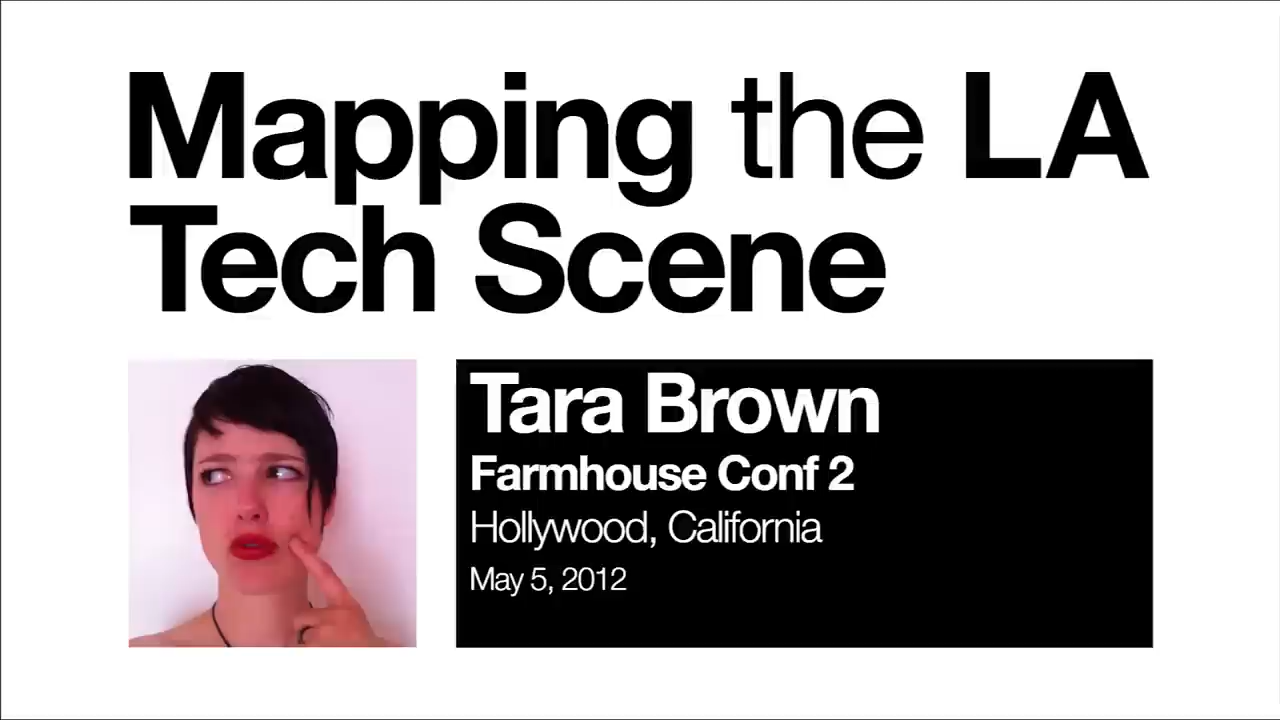 Mapping the LA
Tech Scene
Tara Brown
Farmhouse Conf 2
Hollywood, California
May 5, 2012